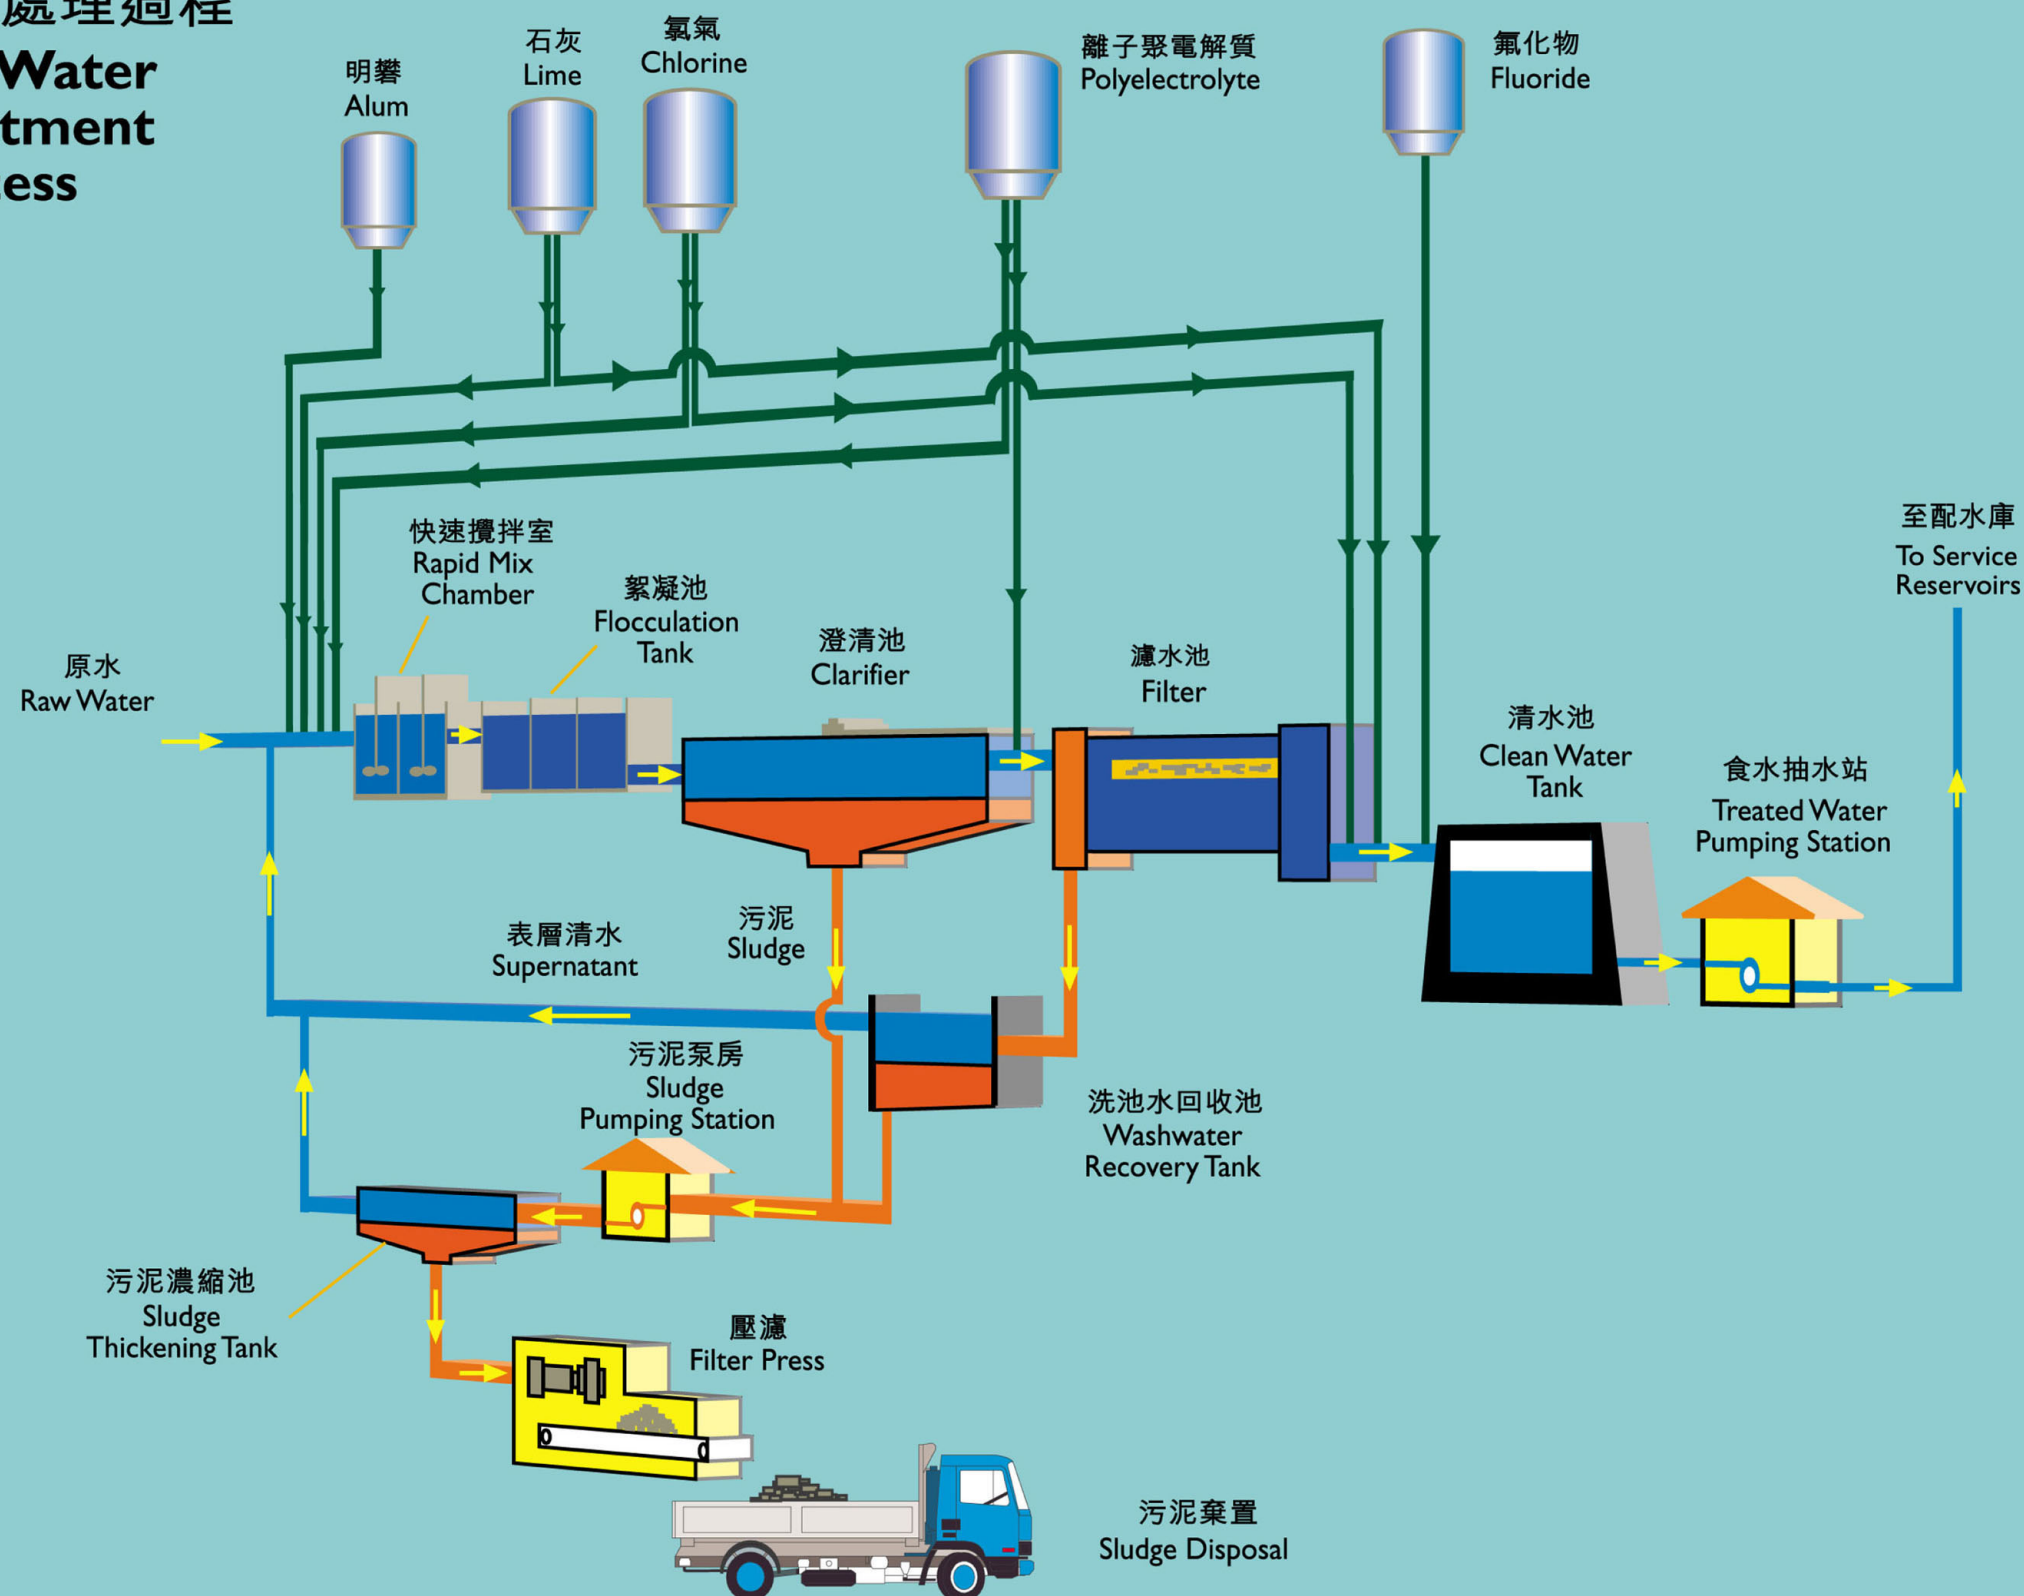 處理過程
Water
tment
ess
明礬
Alum
石灰
Lime
氯氣
Chlorine
離子聚電解質
Polyelectrolyte
氟化物
Fluoride
快速攪拌室
Rapid Mix
Chamber
絮凝池
Flocculation
Tank
澄清池
Clarifier
濾水池
Filter
原水
Raw Water
清水池
Clean Water
Tank
食水抽水站
Treated Water
Pumping Station
至配水庫
To Service
Reservoirs
污泥
Sludge
表層清水
Supernatant
污泥泵房
Sludge
Pumping Station
洗池水回收池
Washwater
Recovery Tank
污泥濃縮池
Sludge
Thickening Tank
壓濾
Filter Press
污泥棄置
Sludge Disposal